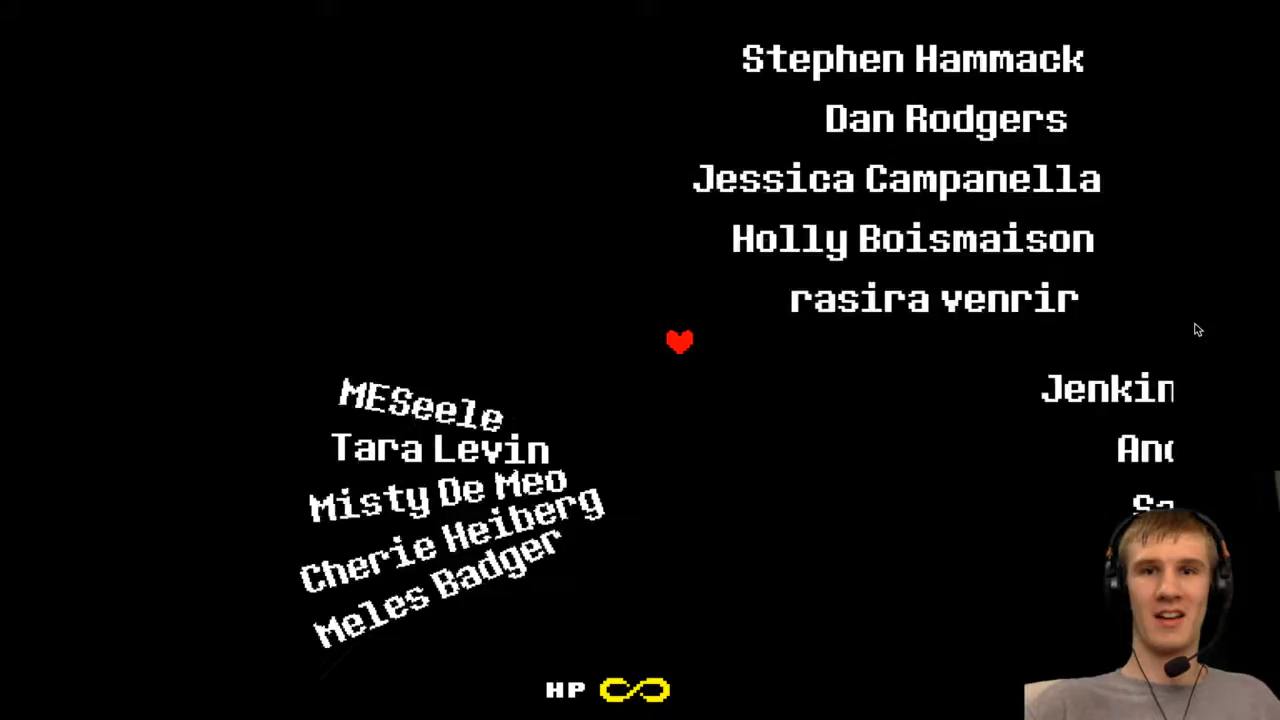 Stephen Hammack
Dan Rodgers
Jessica Campanella
Holly Boismaison
rasira venrir
MESeele
Tara Levin
Misty De Meo
Cherie Heiberg
Meles Badger
Jenkin
HP